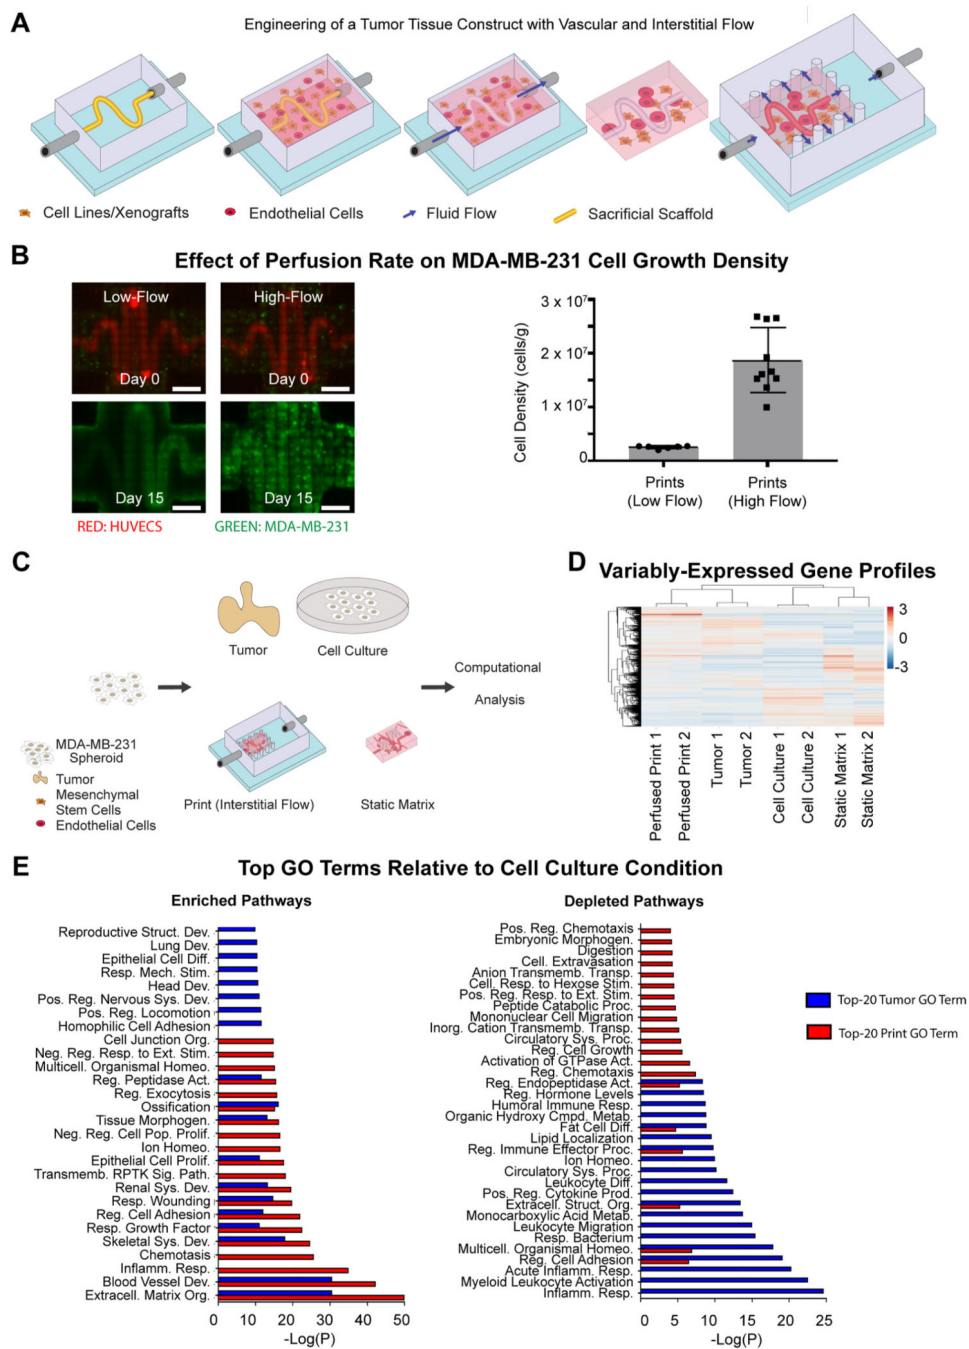 A
Engineering of a Tumor Tissue Construct with Vascular and Interstitial Flow
Cell Lines/Xenografts
Endothelial Cells
Fluid Flow
Sacrificial Scaffold
B
Effect of Perfusion Rate on MDA-MB-231 Cell Growth Density
Low-Flow
High-Flow
Day 0
Day 0
Day 15
Day 15
RED: HUVECS
GREEN: MDA-MB-231
Cell Density (cells/g)
3 x 10⁷
2 x 10⁷
1 x 10⁷
0
Prints
(Low Flow)
Prints
(High Flow)
C
Tumor
Cell Culture
Computational
Analysis
MDA-MB-231
Spheroid
Tumor
Mesenchymal
Stem Cells
Endothelial Cells
Print (Interstitial Flow)
Static Matrix
D
Variably-Expressed Gene Profiles
3
0
-3
Perfused Print 1
Perfused Print 2
Tumor 1
Tumor 2
Cell Culture 1
Cell Culture 2
Static Matrix 1
Static Matrix 2
E
Top GO Terms Relative to Cell Culture Condition
Enriched Pathways
Reproductive Struct. Dev.
Lung Dev.
Epithelial Cell Diff.
Resp. Mech. Stim.
Head Dev.
Pos. Reg. Nervous Sys. Dev.
Pos. Reg. Locomotion
Homophilic Cell Adhesion
Cell Junction Org.
Neg. Reg. Resp. to Ext. Stim.
Multicell. Organismal Homeo.
Reg. Peptidase Act.
Reg. Exocytosis
Ossification
Tissue Morphogen.
Neg. Reg. Cell Pop. Prolif.
Ion Homeo.
Epithelial Cell Prolif.
Transmemb. RPTK Sig. Path.
Renal Sys. Dev.
Resp. Wounding
Reg. Cell Adhesion
Resp. Growth Factor
Skeletal Sys. Dev.
Chemotasis
Inflamm. Resp.
Blood Vessel Dev.
Extracell. Matrix Org.
0 10 20 30 40 50
-Log(P)
Depleted Pathways
Pos. Reg. Chemotaxis
Embryonic Morphogen.
Digestion
Cell. Extravasation
Anion Transmemb. Transp.
Cell. Resp. to Hexose Stim.
Pos. Reg. Resp. to Ext. Stim.
Peptide Catabolic Proc.
Mononuclear Cell Migration
Inorg. Cation Transmemb. Transp.
Circulatory Sys. Proc.
Reg. Cell Growth
Activation of GTPase Act.
Reg. Chemotaxis
Reg. Endopeptidase Act.
Reg. Hormone Levels
Humoral Immune Resp.
Organic Hydroxy Cmpd. Metab.
Fat Cell Diff.
Lipid Localization
Reg. Immune Effector Proc.
Ion Homeo.
Circulatory Sys. Proc.
Leukocyte Diff.
Pos. Reg. Cytokine Prod.
Extracell. Struct. Org.
Monocarboxylic Acid Metab.
Leukocyte Migration
Resp. Bacterium
Multicell. Organismal Homeo.
Reg. Cell Adhesion
Acute Inflamm. Resp.
Myeloid Leukocyte Activation
Inflamm. Resp.
0 5 10 15 20 25
-Log(P)
Top-20 Tumor GO Term
Top-20 Print GO Term